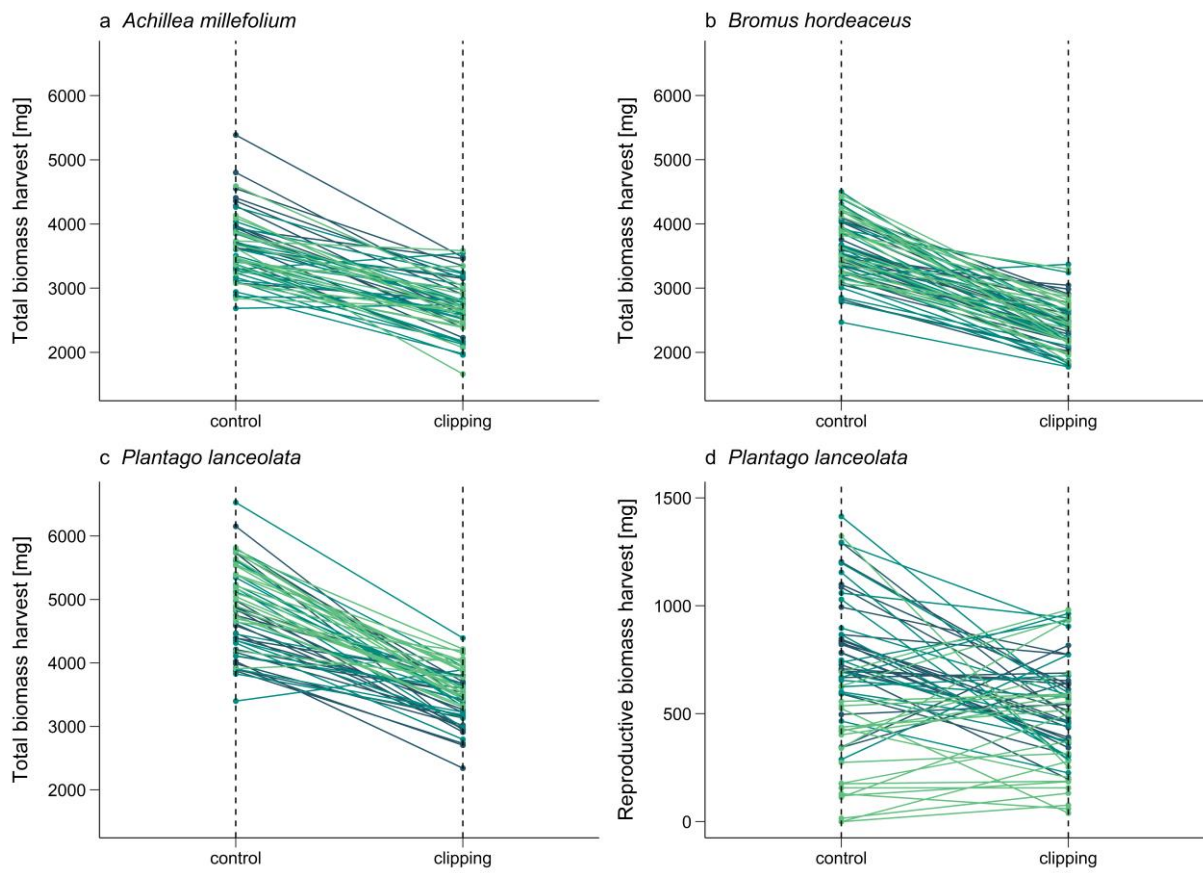 a Achillea millefolium
Total biomass harvest [mg]
6000
5000
4000
3000
2000
control clipping
b Bromus hordeaceus
Total biomass harvest [mg]
6000
5000
4000
3000
2000
control clipping
c Plantago lanceolata
Total biomass harvest [mg]
6000
5000
4000
3000
2000
control clipping
d Plantago lanceolata
Reproductive biomass harvest [mg]
1500
1000
500
0
control clipping